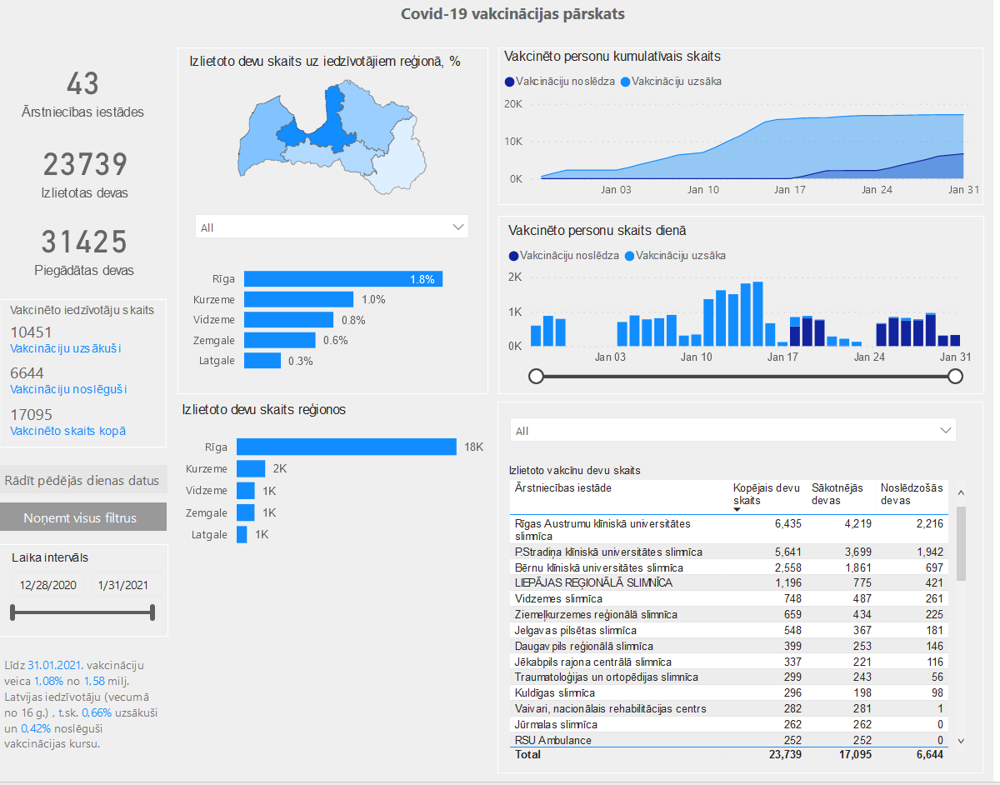 Covid-19 vakcinācijas pārskats
43
Ārstniecības iestādes
23739
Izlietotas devas
31425
Piegādātas devas
Vakcinēto iedzīvotāju skaits
10451
Vakcināciju uzsākuši
6644
Vakcināciju noslēguši
17095
Vakcinēto skaits kopā
Rādīt pēdējās dienas datus
Noņemt visus filtrus
Laika intervāls
12/28/2020 1/31/2021
Līdz 31.01.2021. vakcināciju
veica 1,08% no 1,58 milj.
Latvijas iedzīvotāju (vecumā
no 16 g.) , t.sk. 0,66% uzsākuši
un 0,42% noslēguši
vakcinācijas kursu.
Izlietoto devu skaits uz iedzīvotājiem reģionā, %
All
Rīga 1.8%
Kurzeme 1.0%
Vidzeme 0.8%
Zemgale 0.6%
Latgale 0.3%
Izlietoto devu skaits reģionos
Rīga 18K
Kurzeme 2K
Vidzeme 1K
Zemgale 1K
Latgale 1K
Vakcinēto personu kumulatīvais skaits
Vakcināciju noslēdza Vakcināciju uzsāka
20K
10K
0K
Jan 03 Jan 10 Jan 17 Jan 24 Jan 31
Vakcinēto personu skaits dienā
Vakcināciju noslēdza Vakcināciju uzsāka
2K
1K
0K
Jan 03 Jan 10 Jan 17 Jan 24 Jan 31
All
Izlietoto vakcīnu devu skaits
Ārstniecības iestāde Kopējais devu skaits Sākotnējās devas Noslēdzošās devas
Rīgas Austrumu klīniskā universitātes
slimnīca 6,435 4,219 2,216
P.Stradiņa klīniskā universitātes slimnīca 5,641 3,699 1,942
Bērnu klīniskā universitātes slimnīca 2,558 1,861 697
LIEPĀJAS REĢIONĀLĀ SLIMNĪCA 1,196 775 421
Vidzemes slimnīca 748 487 261
Ziemeļkurzemes reģionālā slimnīca 659 434 225
Jelgavas pilsētas slimnīca 548 367 181
Daugavpils reģionālā slimnīca 399 253 146
Jēkabpils rajona centrālā slimnīca 337 221 116
Traumatoloģijas un ortopēdijas slimnīca 299 243 56
Kuldīgas slimnīca 296 198 98
Vaivari, nacionālais rehabilitācijas centrs 282 281 1
Jūrmalas slimnīca 262 262 0
RSU Ambulance 252 252 0
Total 23,739 17,095 6,644